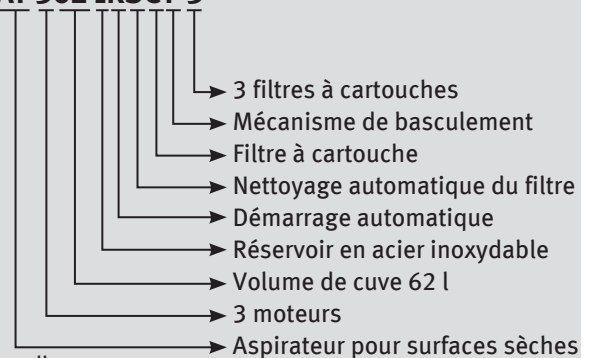 3 filtres à cartouches
Mécanisme de basculement
Filtre à cartouche
Nettoyage automatique du filtre
Démarrage automatique
Réservoir en acier inoxydable
Volume de cuve 62 l
3 moteurs
Aspirateur pour surfaces sèches